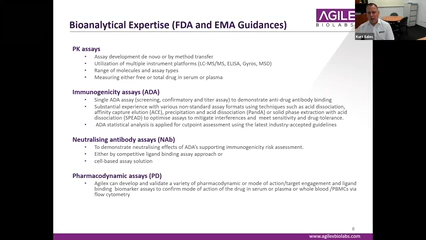 Bioanalytical Expertise (FDA and EMA Guidances)
AGILEX
BIOLABS
Kurt Sales
PK assays
• Assay development de novo or by method transfer
• Utilization of multiple instrument platforms (LC-MS/MS, ELISA, Gyros, MSD)
• Range of molecules and assay types
• Measuring either free or total drug in serum or plasma
Immunogenicity assays (ADA)
• Single ADA assay (screening, confirmatory and titer assay) to demonstrate anti-drug antibody binding
• Substantial experience with various non-standard assay formats using techniques such as acid dissociation,
affinity capture elution (ACE), precipitation and acid dissociation (PandA) or solid phase extraction with acid
dissociation (SPEAD) to optimise assays to mitigate interferences and meet sensitivity and drug-tolerance.
• ADA statistical analysis is applied for cutpoint assessment using the latest industry-accepted guidelines
Neutralising antibody assays (NAb)
• To demonstrate neutralising effects of ADA's supporting immunogenicity risk assessment.
• Either by competitive ligand binding assay approach or
• cell-based assay solution
Pharmacodynamic assays (PD)
• Agilex can develop and validate a variety of pharmacodynamic or mode of action/target engagement and ligand
binding biomarker assays to confirm mode of action of the drug in serum or plasma or whole blood /PBMCs via
flow cytometry
www.agilexbiolabs.com